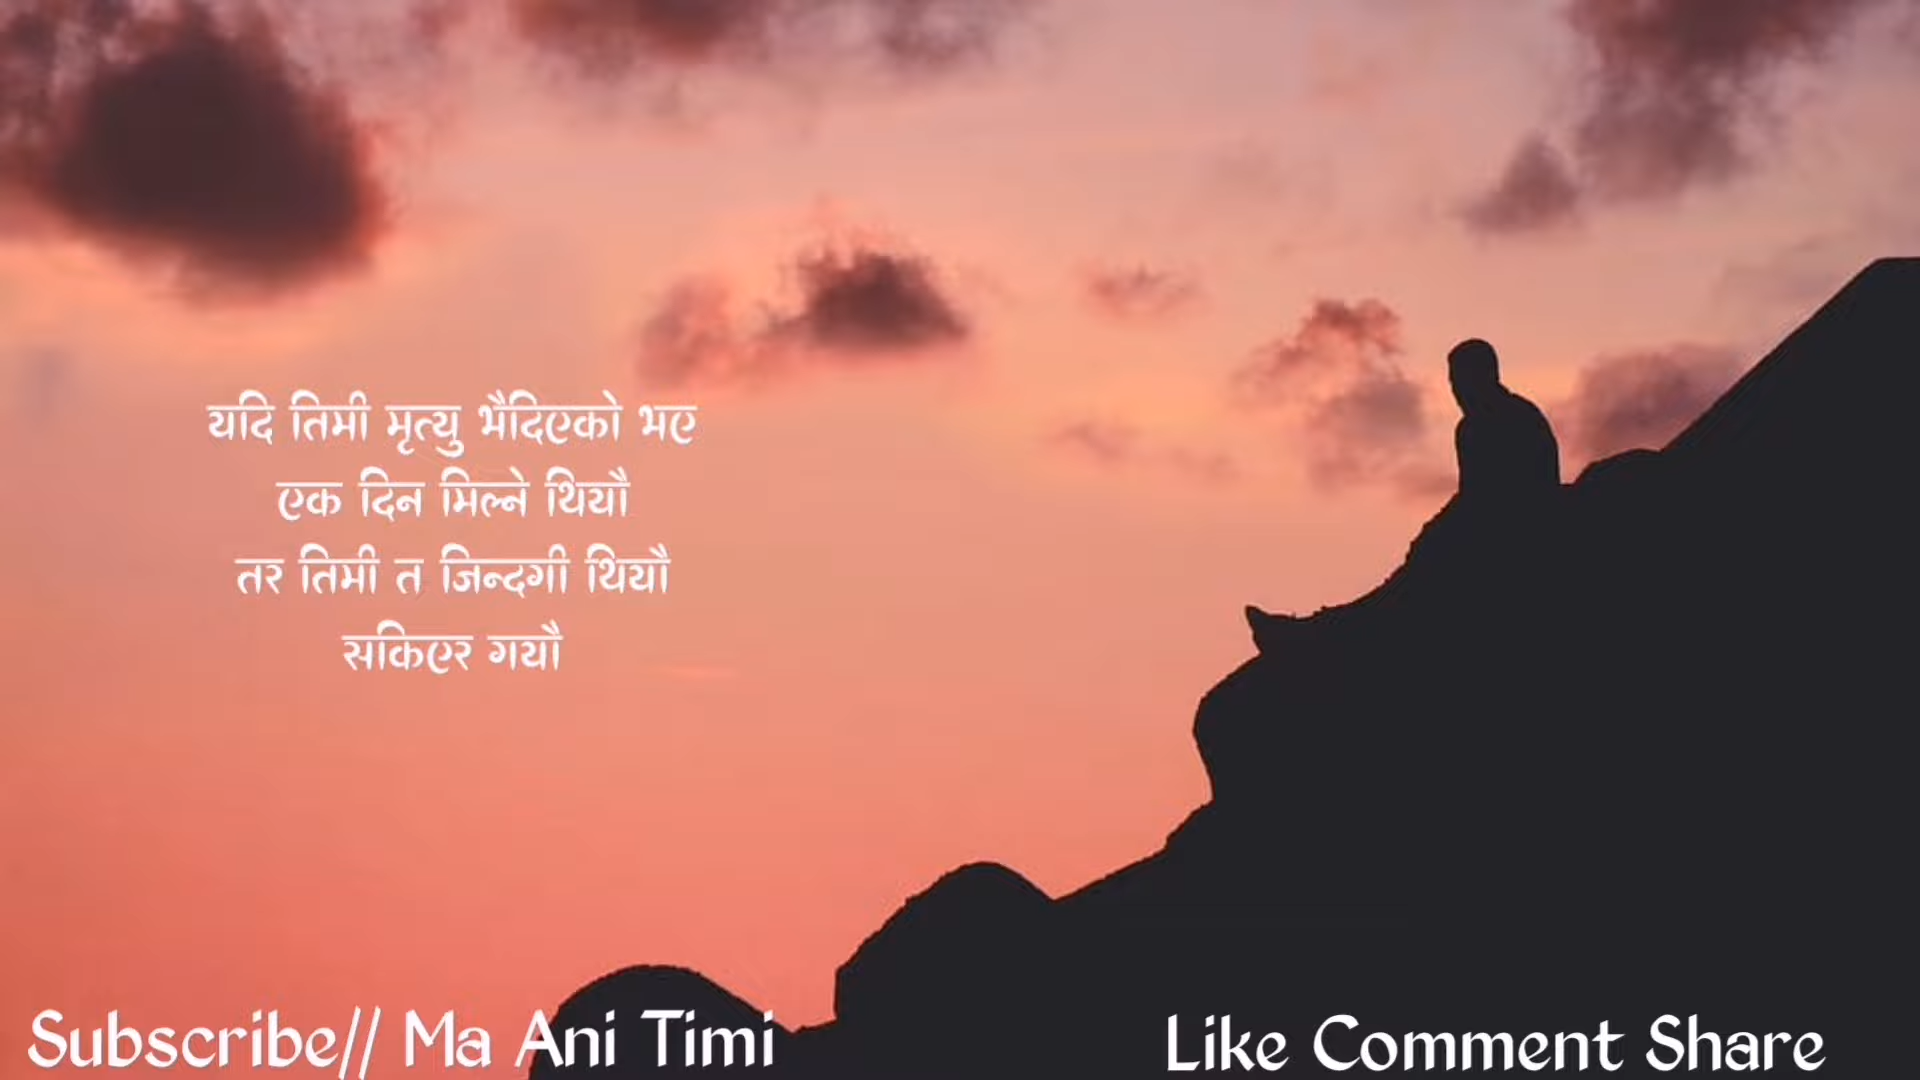 यदि तिमी मृत्यु भैदिएको भए
एक दिन मिल्ने थियौ
तर तिमी त जिन्दगी थियौ
सकिएर गयौ
Subscribe// Ma Ani Timi
Like Comment Share